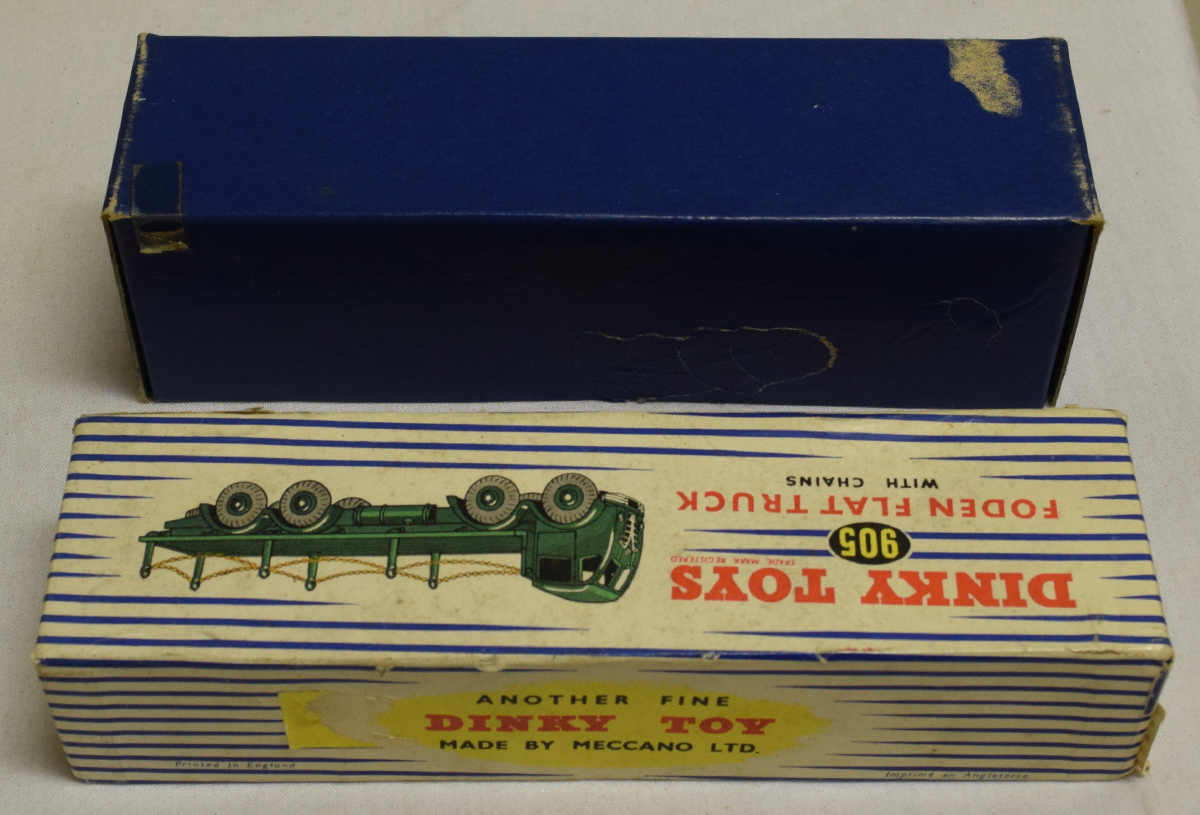 DINKY TOYS
TRADE MARK REGISTERED
905
FODEN FLAT TRUCK
WITH CHAINS
ANOTHER FINE
DINKY TOY
MADE BY MECCANO LTD.
Printed in England
Imprimé en Angleterre